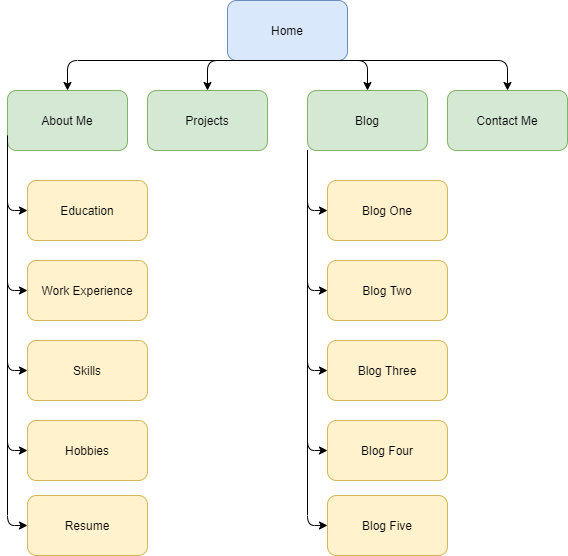 Home
About Me
Projects
Blog
Contact Me
Education
Blog One
Work Experience
Blog Two
Skills
Blog Three
Hobbies
Blog Four
Resume
Blog Five